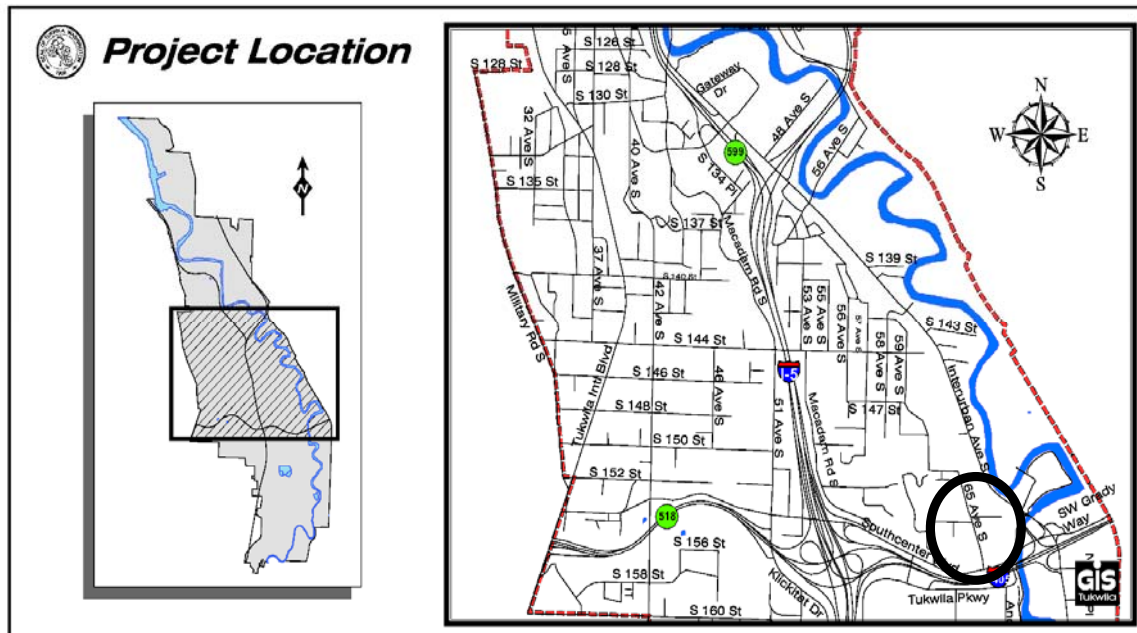 Project Location
N
N
W E
S
S 126 St
S 128 St
S 128 St
S 130 St
Gateway Dr
32 Ave S
40 Ave S
48 Ave S
56 Ave S
599
S 134 Pl
S 135 St
S 137 St
Macadam Rd S
S 139 St
37 Ave S
S 140 St
42 Ave S
Military Rd S
53 Ave S
55 Ave S
56 Ave S
57 Ave S
58 Ave S
59 Ave S
S 143 St
S 144 St
Tukwila Intl Blvd
S 146 St
46 Ave S
I-5
Interurban Ave S
S 147 St
S 148 St
51 Ave S
Macadam Rd S
S 150 St
S 152 St
65 Ave S
SW Grady Way
518
Southcenter Blvd
S 156 St
S 158 St
Klickitat Dr
Tukwila Pkwy
S 160 St
GIS
Tukwila